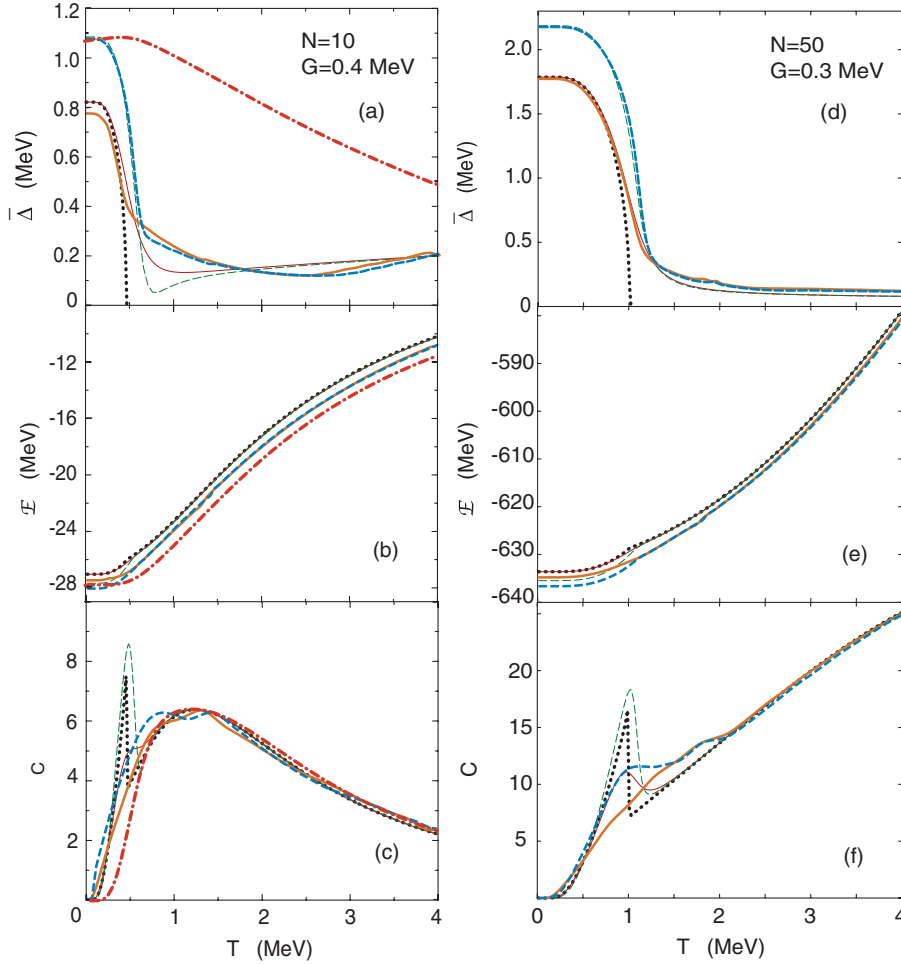 1.2
1.0
0.8
0.6
0.4
0.2
0
Δ̅ (MeV)
N=10
G=0.4 MeV
(a)
2.0
1.5
1.0
0.5
0
Δ̅ (MeV)
N=50
G=0.3 MeV
(d)
-12
-16
-20
-24
-28
ℰ (MeV)
(b)
-590
-600
-610
-620
-630
-640
ℰ (MeV)
(e)
8
6
4
2
C
(c)
0 1 2 3 4
T (MeV)
20
15
10
5
C
(f)
0 1 2 3 4
T (MeV)